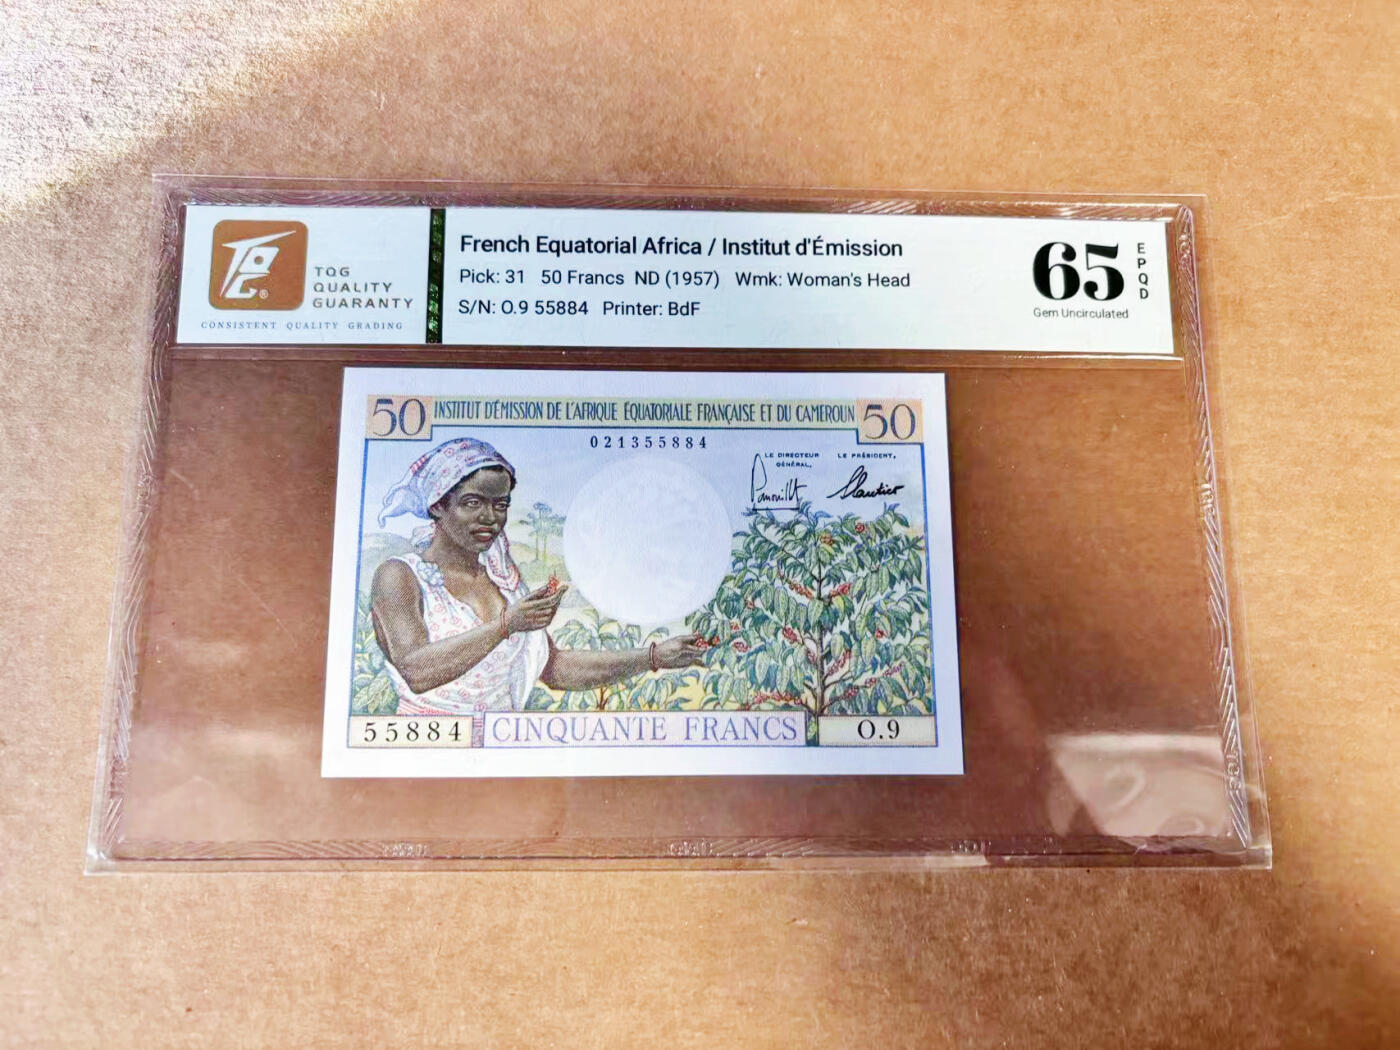 TQG
QUALITY
GUARANTY
CONSISTENT QUALITY GRADING
French Equatorial Africa / Institut d'Émission
Pick: 31 50 Francs ND (1957) Wmk: Woman's Head
S/N: O.9 55884 Printer: BdF
65
EPQD
Gem Uncirculated
50 INSTITUT D'ÉMISSION DE L'AFRIQUE ÉQUATORIALE FRANÇAISE ET DU CAMEROUN 50
021355884
LE DIRECTEUR GÉNÉRAL,
LE PRÉSIDENT,
55884 CINQUANTE FRANCS O.9